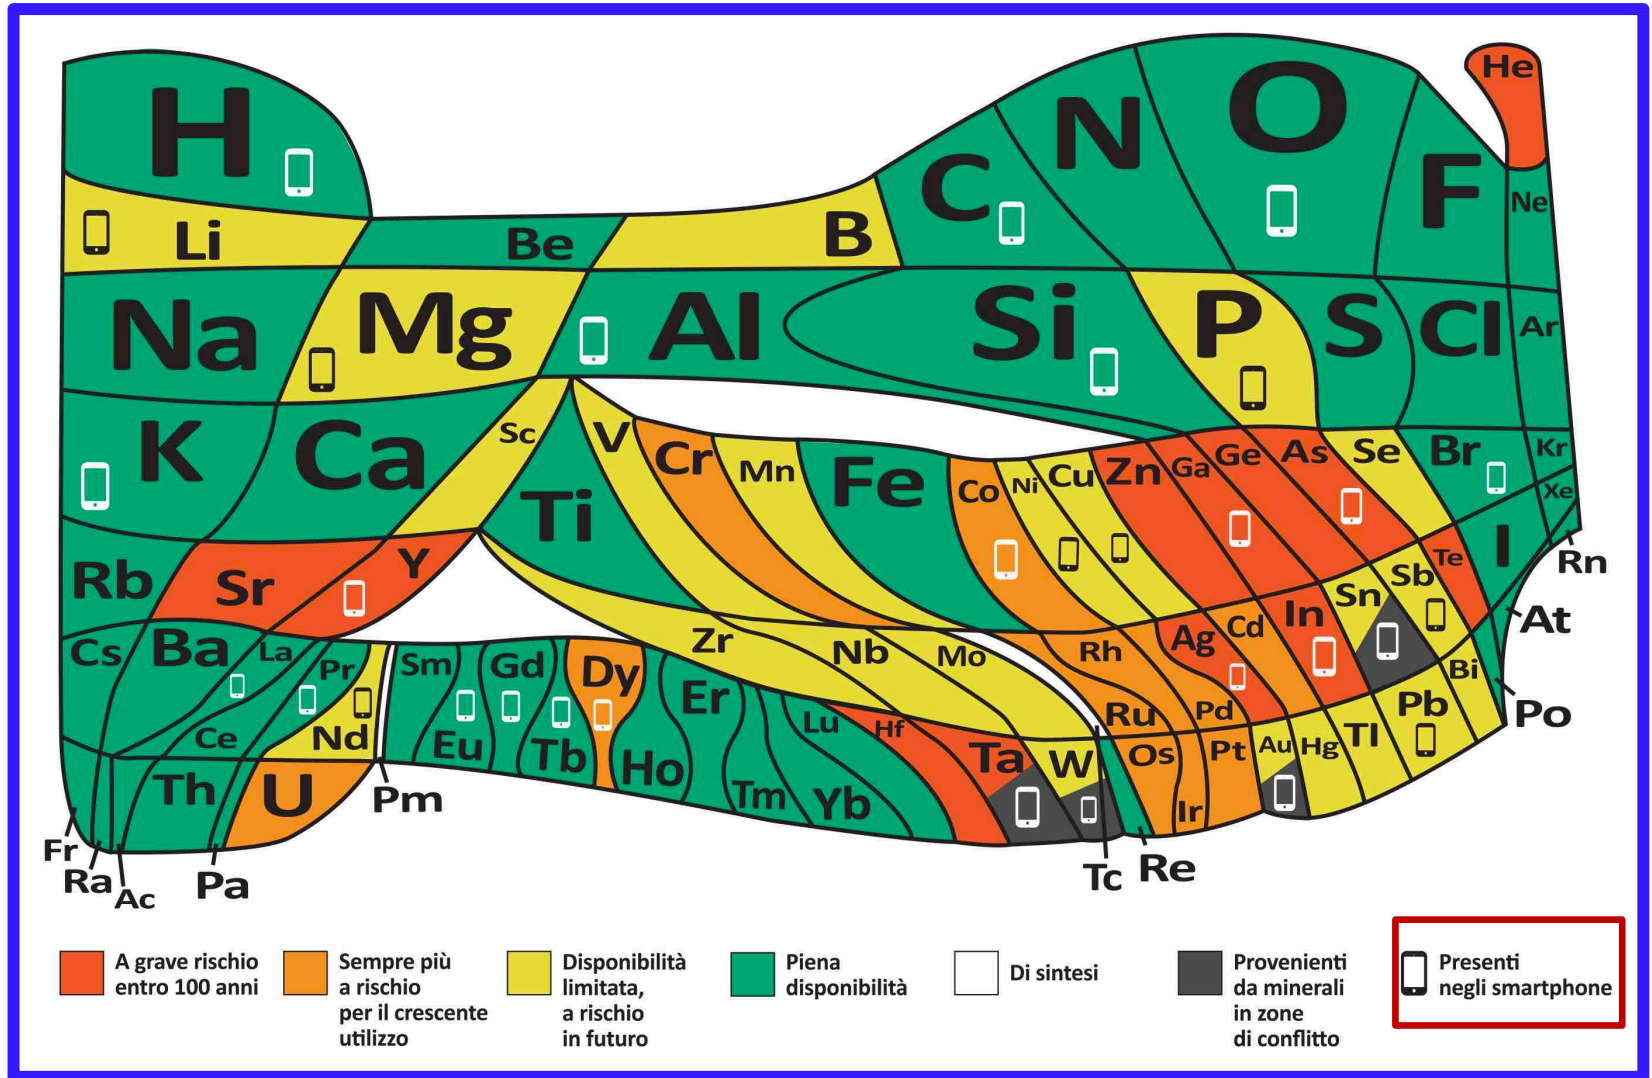 H
He
C
N
O
F
Ne
Li
Be
B
Na
Mg
Al
Si
P
S
Cl
Ar
K
Ca
Sc
Ti
V
Cr
Mn
Fe
Co
Ni
Cu
Zn
Ga
Ge
As
Se
Br
Kr
Rb
Sr
Y
Zr
Nb
Mo
Rh
Ru
Ag
Pd
Cd
In
Sn
Sb
Te
I
Xe
Rn
At
Po
Cs
Ba
La
Ce
Pr
Nd
Sm
Eu
Gd
Tb
Dy
Ho
Er
Tm
Yb
Lu
Hf
Ta
W
Os
Ir
Pt
Au
Hg
Tl
Pb
Bi
Th
U
Pm
Fr
Ra
Ac
Pa
Tc
Re
A grave rischio
entro 100 anni
Sempre più
a rischio
per il crescente
utilizzo
Disponibilità
limitata,
a rischio
in futuro
Piena
disponibilità
Di sintesi
Provenienti
da minerali
in zone
di conflitto
Presenti
negli smartphone